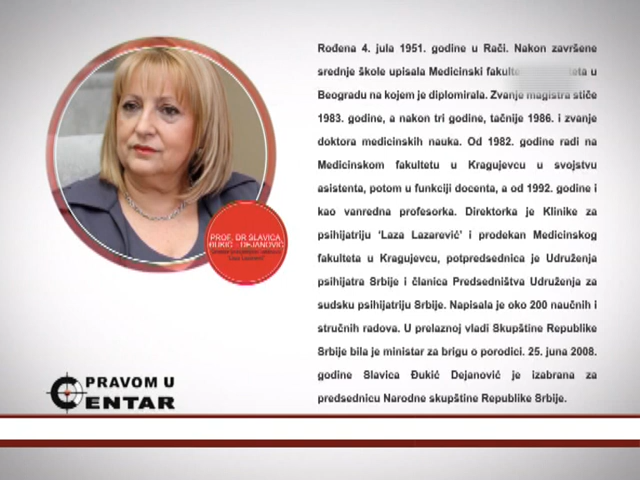 Rođena 4. jula 1951. godine u Rači. Nakon završene
srednje škole upisala Medicinski u
Beogradu na kojem je diplomirala. Zvanje magistra stiče
1983. godine, a nakon tri godine, tačnije 1986. i zvanje
doktora medicinskih nauka. Od 1982. godine radi na
Medicinskom fakultetu u Kragujevcu u svojstvu
asistenta, potom u funkciji docenta, a od 1992. godine i
kao vanredna profesorka. Direktorka je Klinike za
psihijatriju 'Laza Lazarević' i prodekan Medicinskog
fakulteta u Kragujevcu, potpredsednica je Udruženja
psihijatra Srbije i članica Predsedništva Udruženja za
sudsku psihijatriju Srbije. Napisala je oko 200 naučnih i
stručnih radova. U prelaznoj vladi Skupštine Republike
Srbije bila je ministar za brigu o porodici. 25. juna 2008.
godine Slavica Đukić Dejanović je izabrana za
predsednicu Narodne skupštine Republike Srbije.
PROF. DR SLAVICA
ĐUKIĆ - DEJANOVIĆ
"Laza Lazarević"
PRAVOM U
CENTAR